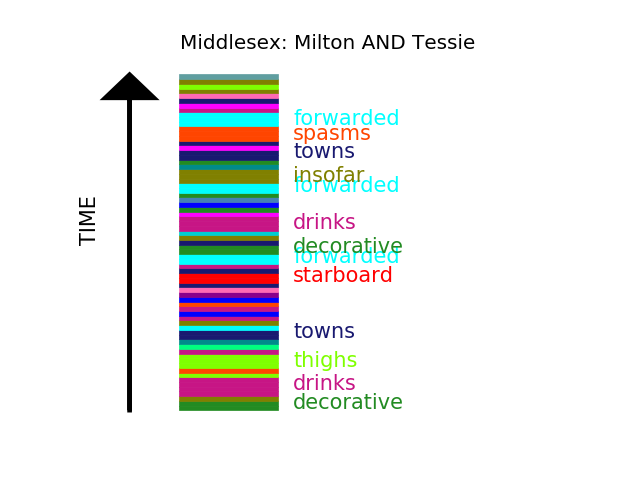 Middlesex: Milton AND Tessie
forwarded
spasms
towns
insofar
forwarded
drinks
decorative
forwarded
starboard
towns
thighs
drinks
decorative
TIME